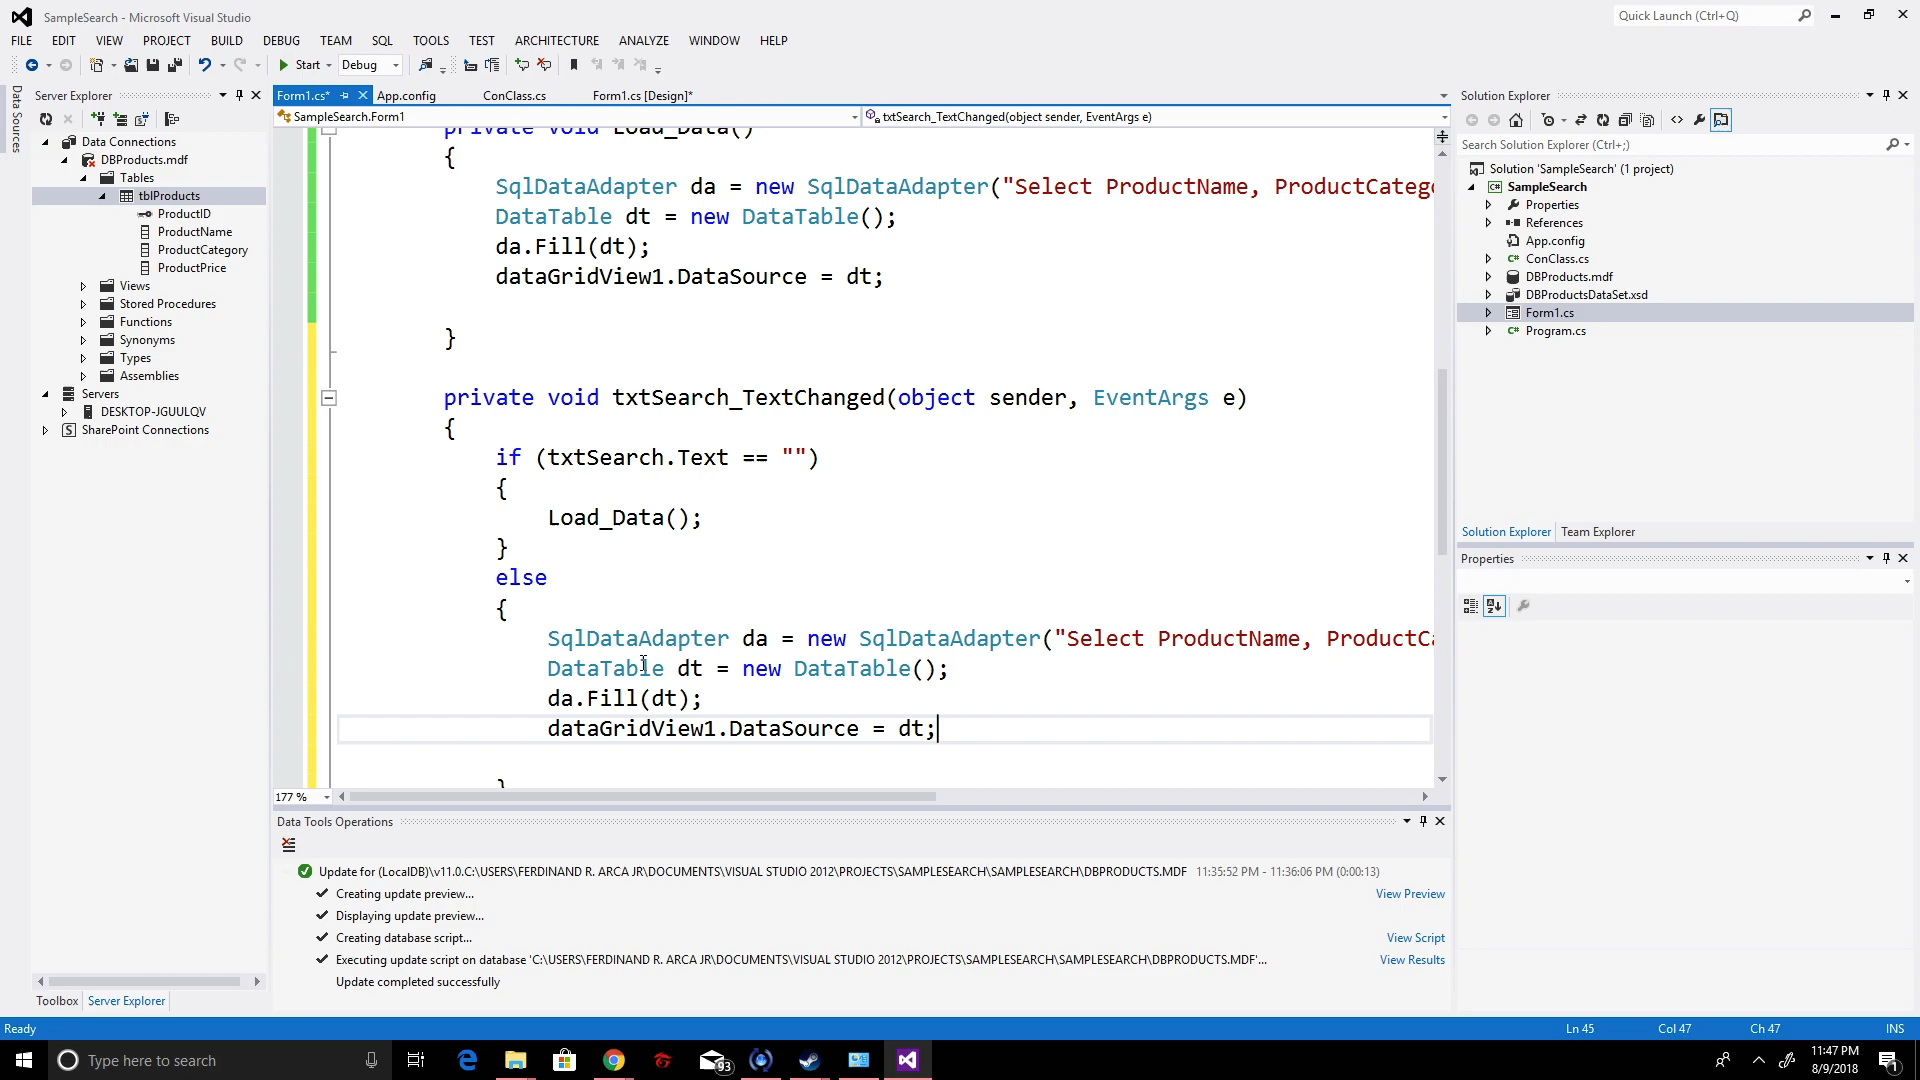 SampleSearch - Microsoft Visual Studio
Quick Launch (Ctrl+Q)
FILE EDIT VIEW PROJECT BUILD DEBUG TEAM SQL TOOLS TEST ARCHITECTURE ANALYZE WINDOW HELP
Start Debug
Data Sources
Server Explorer
Data Connections
DBProducts.mdf
Tables
tblProducts
ProductID
ProductName
ProductCategory
ProductPrice
Views
Stored Procedures
Functions
Synonyms
Types
Assemblies
Servers
DESKTOP-JGUULQV
SharePoint Connections
Toolbox Server Explorer
Form1.cs* App.config ConClass.cs Form1.cs [Design]*
SampleSearch.Form1 txtSearch_TextChanged(object sender, EventArgs e)
private void Load_Data()
{
SqlDataAdapter da = new SqlDataAdapter("Select ProductName, ProductCatego
DataTable dt = new DataTable();
da.Fill(dt);
dataGridView1.DataSource = dt;
}
private void txtSearch_TextChanged(object sender, EventArgs e)
{
if (txtSearch.Text == "")
{
Load_Data();
}
else
{
SqlDataAdapter da = new SqlDataAdapter("Select ProductName, ProductCa
DataTable dt = new DataTable();
da.Fill(dt);
dataGridView1.DataSource = dt;
}
177 %
Data Tools Operations
Update for (LocalDB)\v11.0.C:\USERS\FERDINAND R. ARCA JR\DOCUMENTS\VISUAL STUDIO 2012\PROJECTS\SAMPLESEARCH\SAMPLESEARCH\DBPRODUCTS.MDF 11:35:52 PM - 11:36:06 PM (0:00:13)
Creating update preview... View Preview
Displaying update preview...
Creating database script... View Script
Executing update script on database 'C:\USERS\FERDINAND R. ARCA JR\DOCUMENTS\VISUAL STUDIO 2012\PROJECTS\SAMPLESEARCH\SAMPLESEARCH\DBPRODUCTS.MDF'... View Results
Update completed successfully
Solution Explorer
Search Solution Explorer (Ctrl+;)
Solution 'SampleSearch' (1 project)
C# SampleSearch
Properties
References
App.config
C# ConClass.cs
DBProducts.mdf
DBProductsDataSet.xsd
Form1.cs
C# Program.cs
Solution Explorer Team Explorer
Properties
Ready Ln 45 Col 47 Ch 47 INS
Type here to search
93
11:47 PM
8/9/2018
1